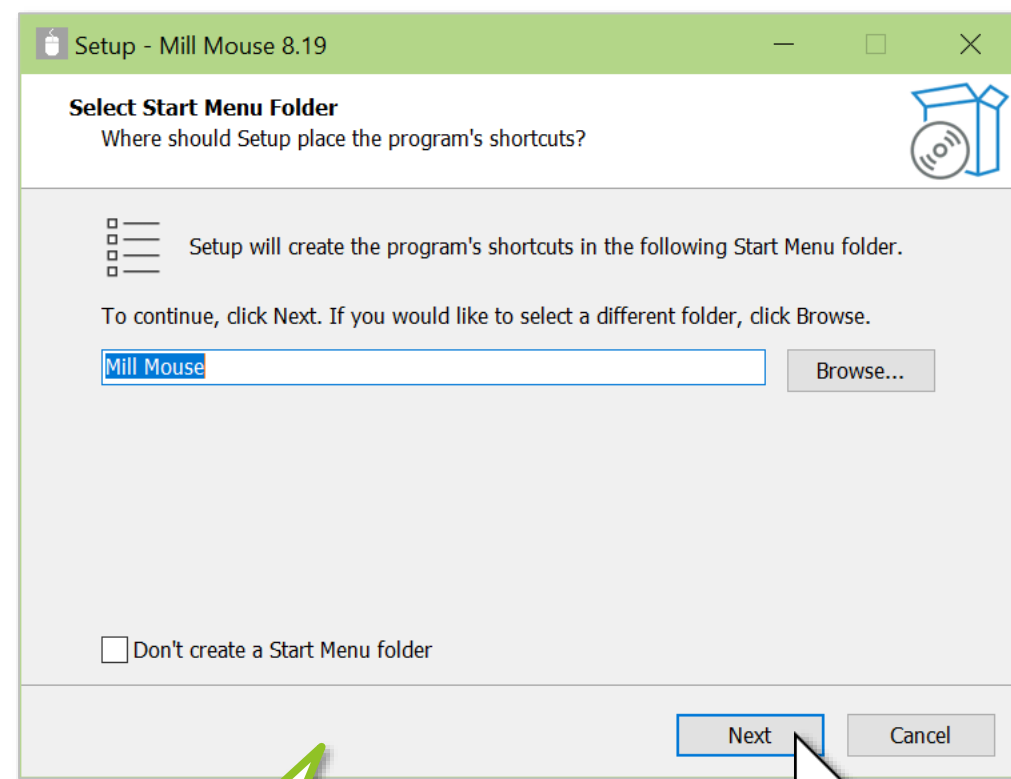 Setup - Mill Mouse 8.19
Select Start Menu Folder
Where should Setup place the program's shortcuts?
Setup will create the program's shortcuts in the following Start Menu folder.
To continue, click Next. If you would like to select a different folder, click Browse.
Mill Mouse
Browse...
Don't create a Start Menu folder
Next
Cancel